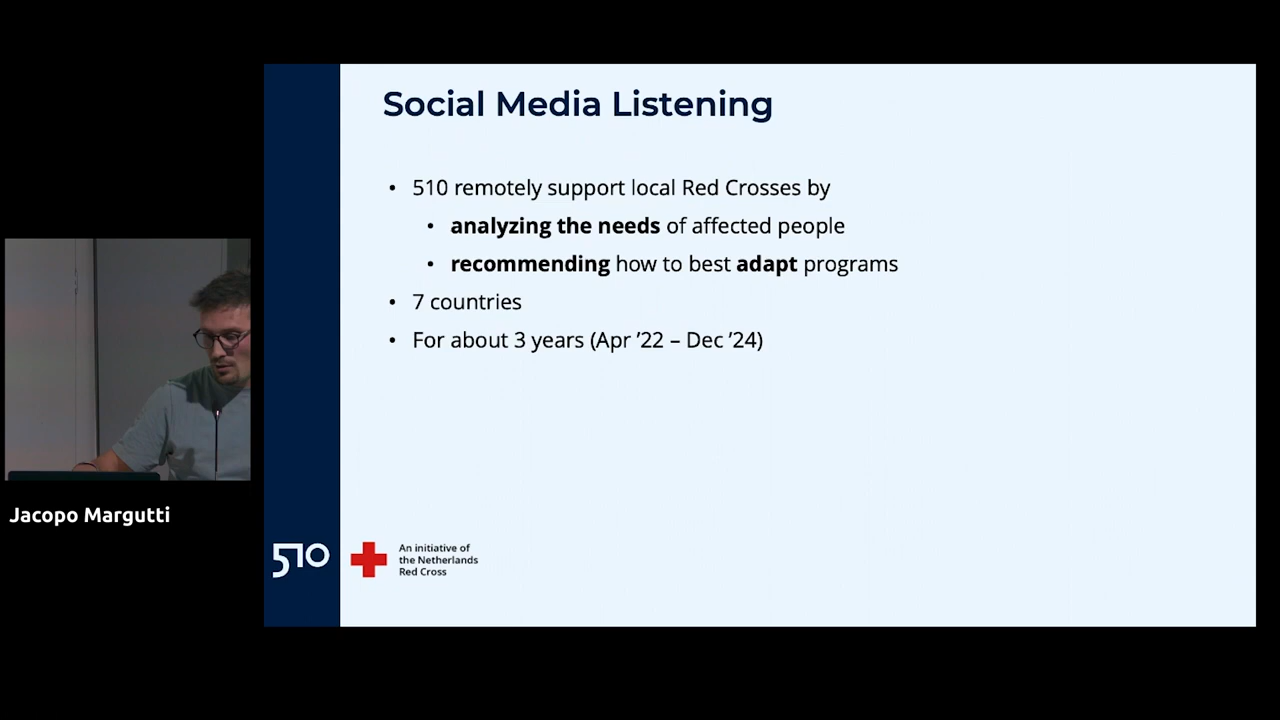 Social Media Listening
• 510 remotely support local Red Crosses by
• analyzing the needs of affected people
• recommending how to best adapt programs
• 7 countries
• For about 3 years (Apr ’22 – Dec ’24)
Jacopo Margutti
510
An initiative of
the Netherlands
Red Cross